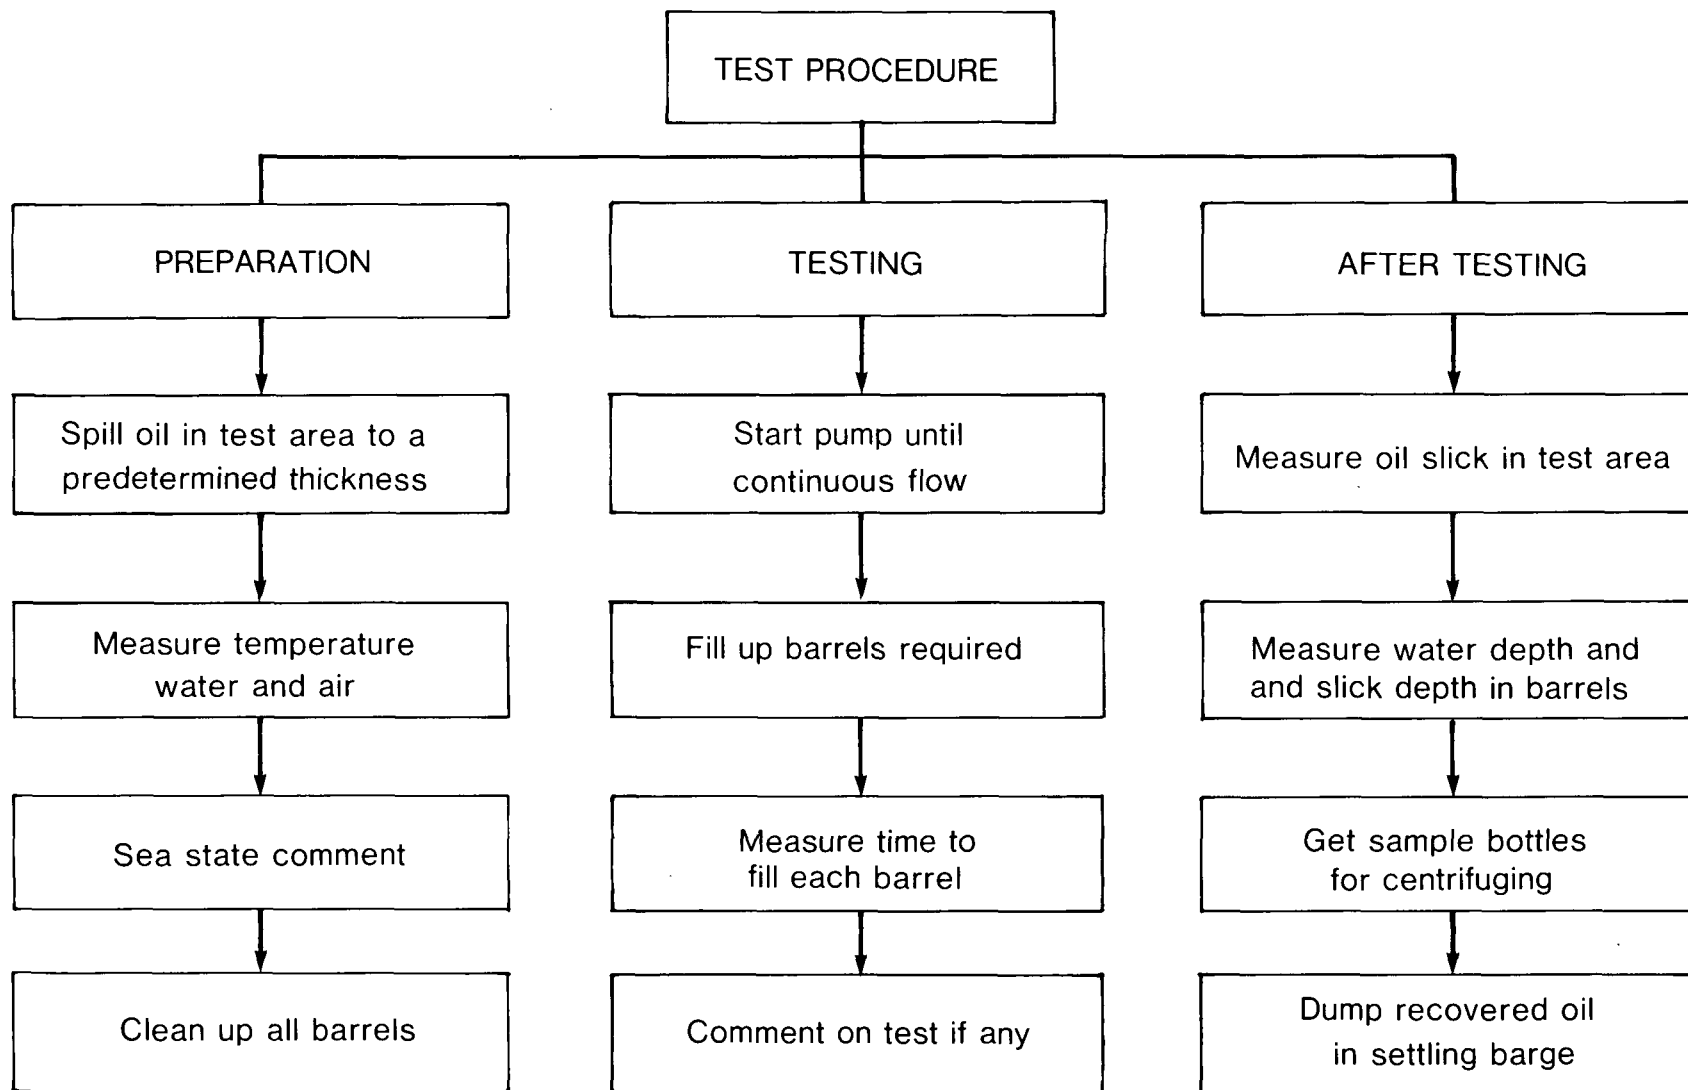 TEST PROCEDURE
PREPARATION
Spill oil in test area to a
predetermined thickness
Measure temperature
water and air
Sea state comment
Clean up all barrels
TESTING
Start pump until
continuous flow
Fill up barrels required
Measure time to
fill each barrel
Comment on test if any
AFTER TESTING
Measure oil slick in test area
Measure water depth and
and slick depth in barrels
Get sample bottles
for centrifuging
Dump recovered oil
in settling barge